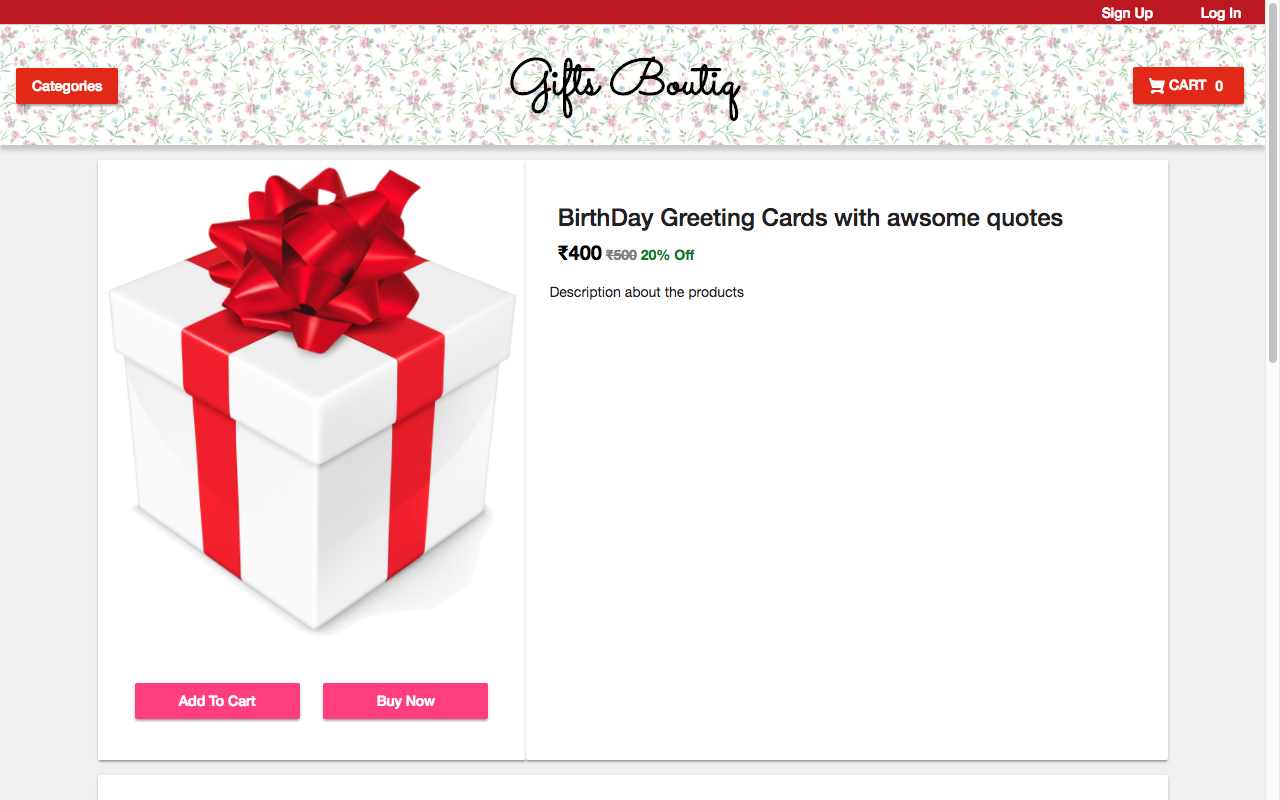 Sign Up Log In
Categories
Gifts Boutiq
CART 0
BirthDay Greeting Cards with awsome quotes
₹400 ₹500 20% Off
Description about the products
Add To Cart Buy Now